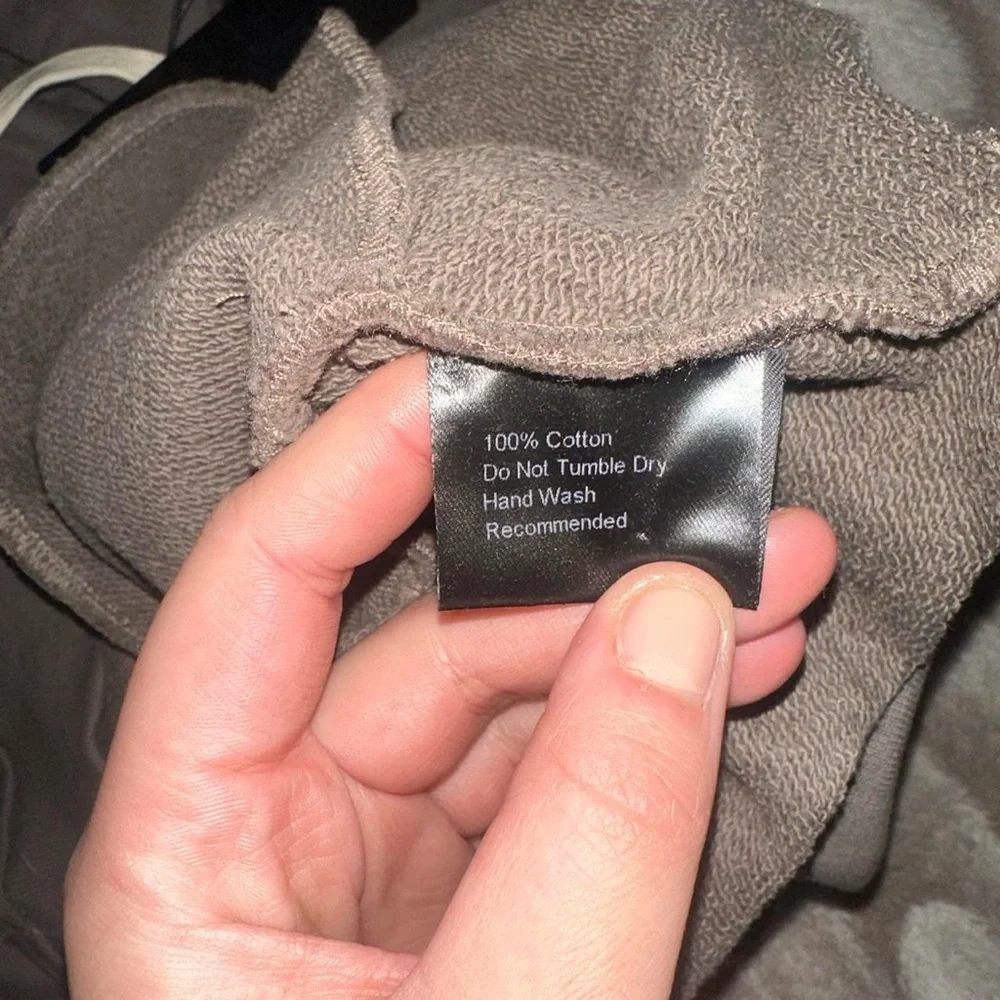 100% Cotton
Do Not Tumble Dry
Hand Wash
Recommended